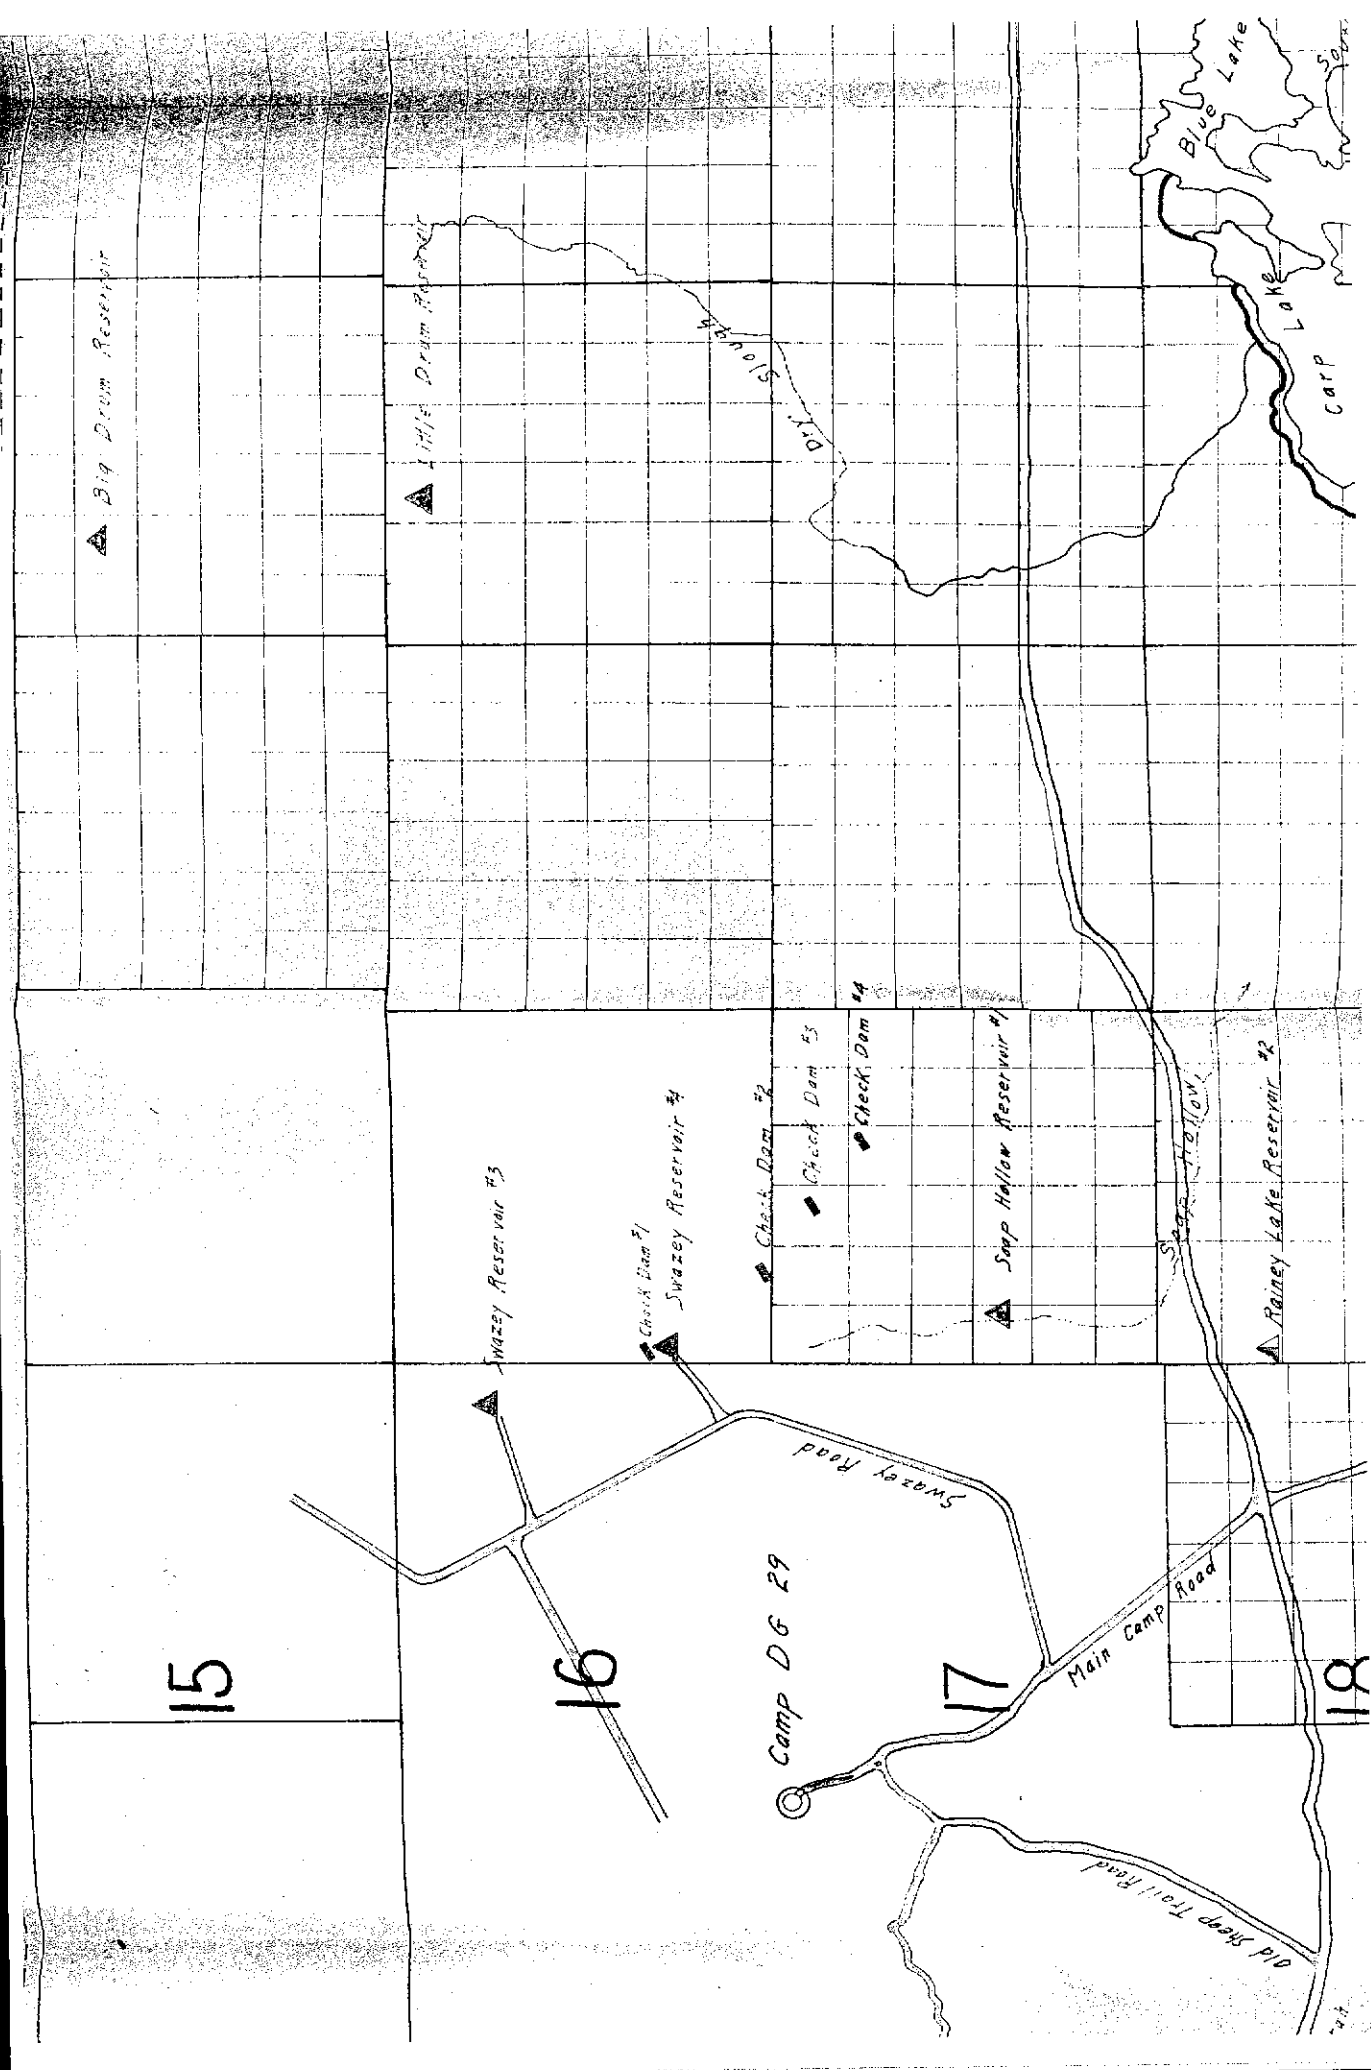 Big Drum Reservoir
Little Drum Reservoir
Dry Slough
Blue Lake
Carp Lake
Swazey Reservoir #3
Check Dam #1
Swazey Reservoir #4
Check Dam #2
Check Dam #3
Check Dam #4
Soap Hollow Reservoir #1
Soap Hollow
Rainey Lake Reservoir #2
15
16
17
18
Swazey Road
Camp DG 29
Main Camp Road
Old Sheep Trail Road